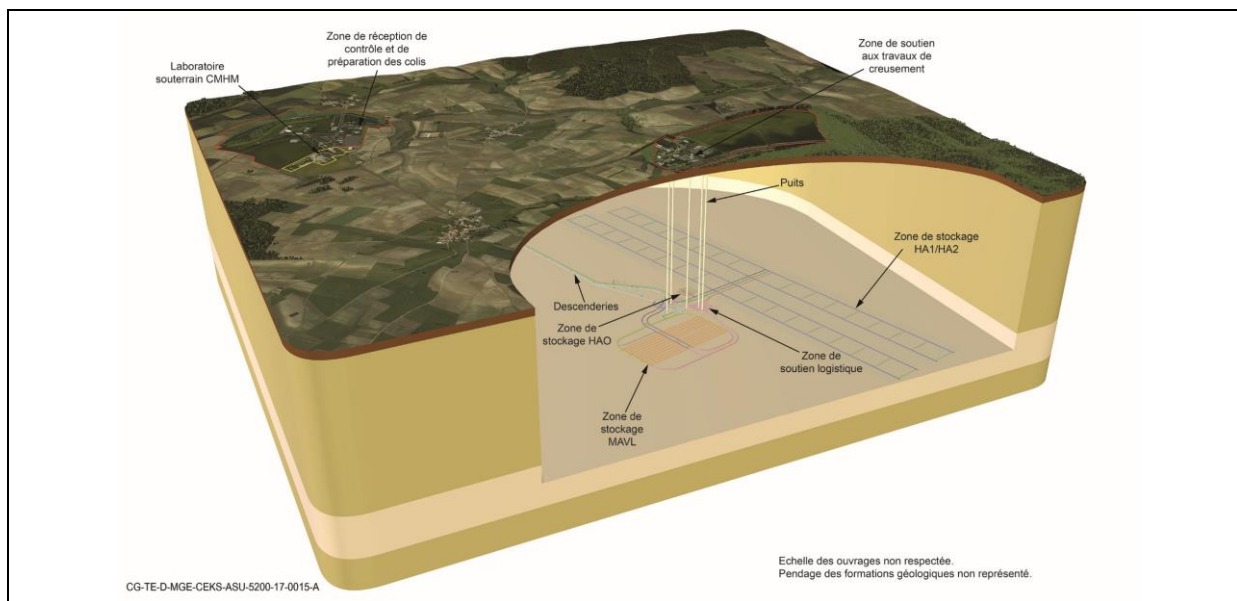 Zone de réception de
contrôle et de
préparation des colis
Laboratoire
souterrain CMHM
Zone de soutien
aux travaux de
creusement
Puits
Zone de stockage
HA1/HA2
Descenderies
Zone de
stockage HAO
Zone de
soutien logistique
Zone de
stockage
MAVL
Echelle des ouvrages non respectée.
Pendage des formations géologiques non représenté.
CG-TE-D-MGE-CEKS-ASU-5200-17-0015-A